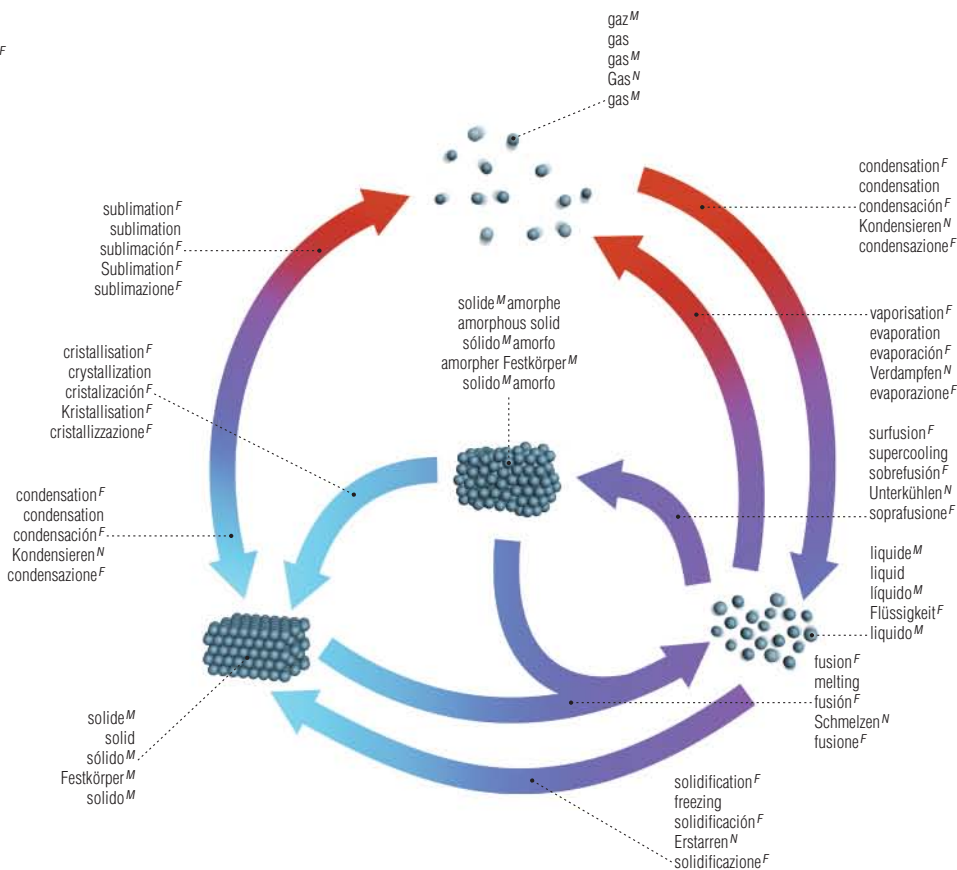 F
gaz M
gas
gas M
Gas N
gas M
condensation F
condensation
condensación F
Kondensieren N
condensazione F
sublimation F
sublimation
sublimación F
Sublimation F
sublimazione F
solide M amorphe
amorphous solid
sólido M amorfo
amorpher Festkörper M
solido M amorfo
vaporisation F
evaporation
evaporación F
Verdampfen N
evaporazione F
cristallisation F
crystallization
cristalización F
Kristallisation F
cristallizzazione F
surfusion F
supercooling
sobrefusión F
Unterkühlen N
soprafusione F
condensation F
condensation
condensación F
Kondensieren N
condensazione F
liquide M
liquid
líquido M
Flüssigkeit F
liquido M
fusion F
melting
fusión F
Schmelzen N
fusione F
solide M
solid
sólido M
Festkörper M
solido M
solidification F
freezing
solidificación F
Erstarren N
solidificazione F